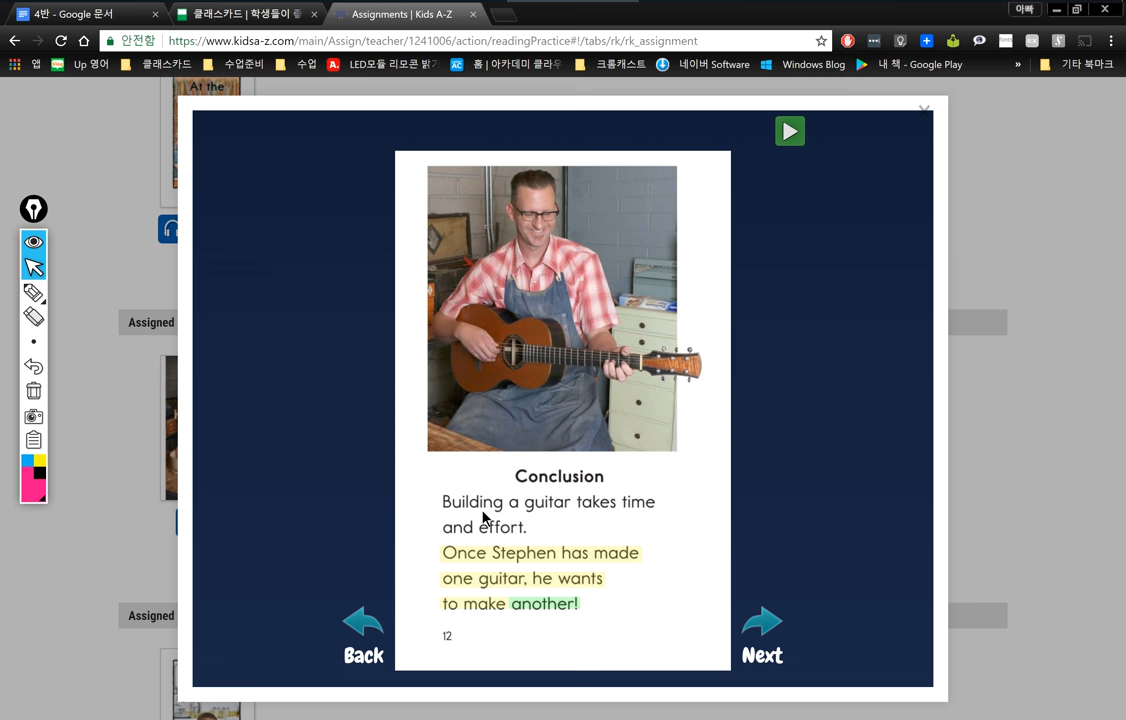 4반 - Google 문서
클래스카드 | 학생들이 즐
Assignments | Kids A-Z
아빠
안전함
https://www.kidsa-z.com/main/Assign/teacher/1241006/action/readingPractice#!/tabs/rk/rk_assignment
앱
Up 영어
클래스카드
수업준비
수업
LED모듈 리모콘 밝기
홈 | 아카데미 클라우
크롬캐스트
네이버 Software
Windows Blog
내 책 - Google Play
»
기타 북마크
At the
Assigned
Assigned
Conclusion
Building a guitar takes time
and effort.
Once Stephen has made
one guitar, he wants
to make another!
12
Back
Next